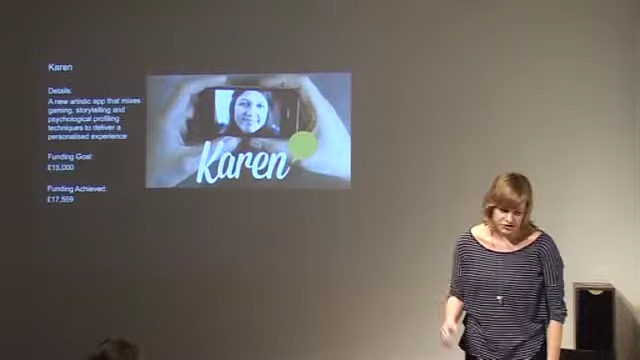 Karen
Details:
A new artistic app that mixes
gaming, storytelling and
psychological profiling
techniques to deliver a
personalised experience
Funding Goal:
£15,000
Funding Achieved:
£17,559
Karen